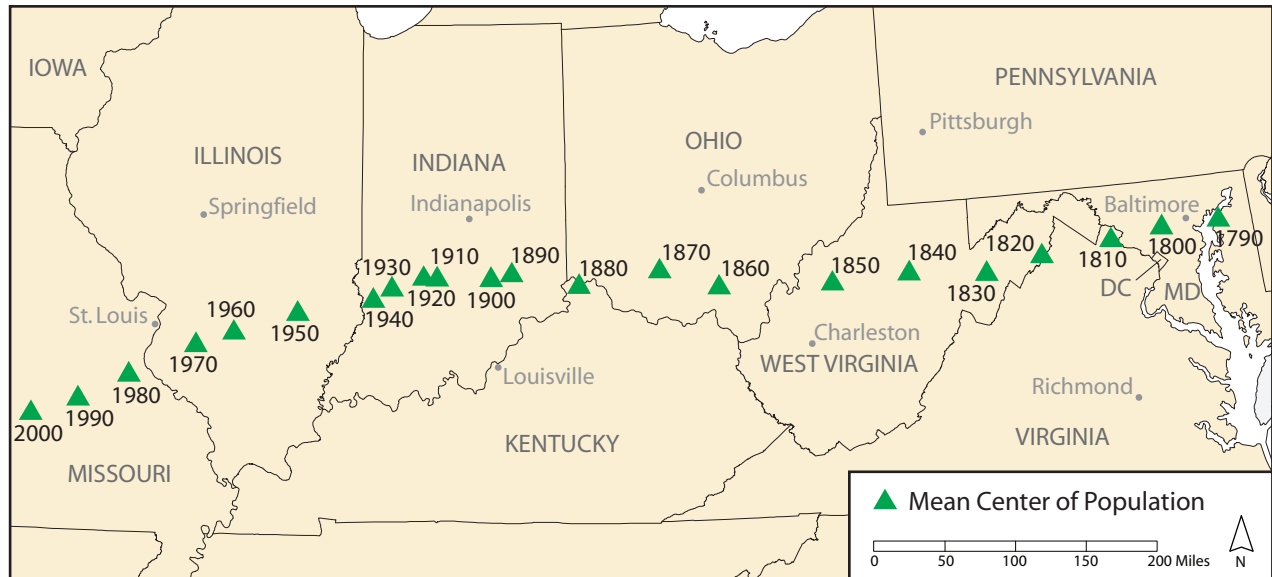 IOWA
PENNSYLVANIA
Pittsburgh
OHIO
ILLINOIS
INDIANA
Columbus
Springfield
Indianapolis
Baltimore
1790
1800
1810
1820
1830
1840
1850
1860
1870
1880
1890
1900
1910
1920
1930
1940
1950
1960
1970
1980
1990
2000
DC
MD
St. Louis
Charleston
WEST VIRGINIA
Louisville
Richmond
KENTUCKY
VIRGINIA
MISSOURI
Mean Center of Population
0 50 100 150 200 Miles
N